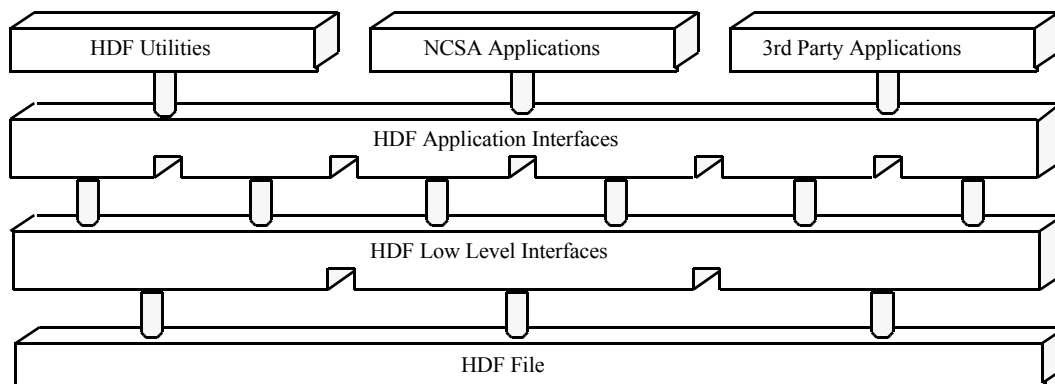 HDF Utilities
NCSA Applications
3rd Party Applications
HDF Application Interfaces
HDF Low Level Interfaces
HDF File